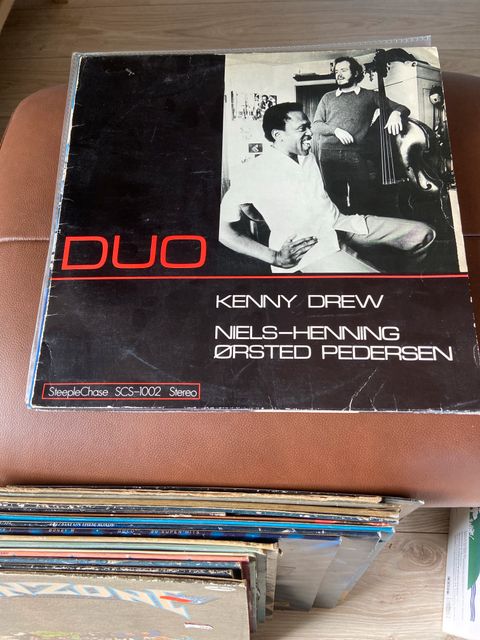 DUO
KENNY DREW
NIELS-HENNING
ØRSTED PEDERSEN
SteepleChase SCS-1002 Stereo